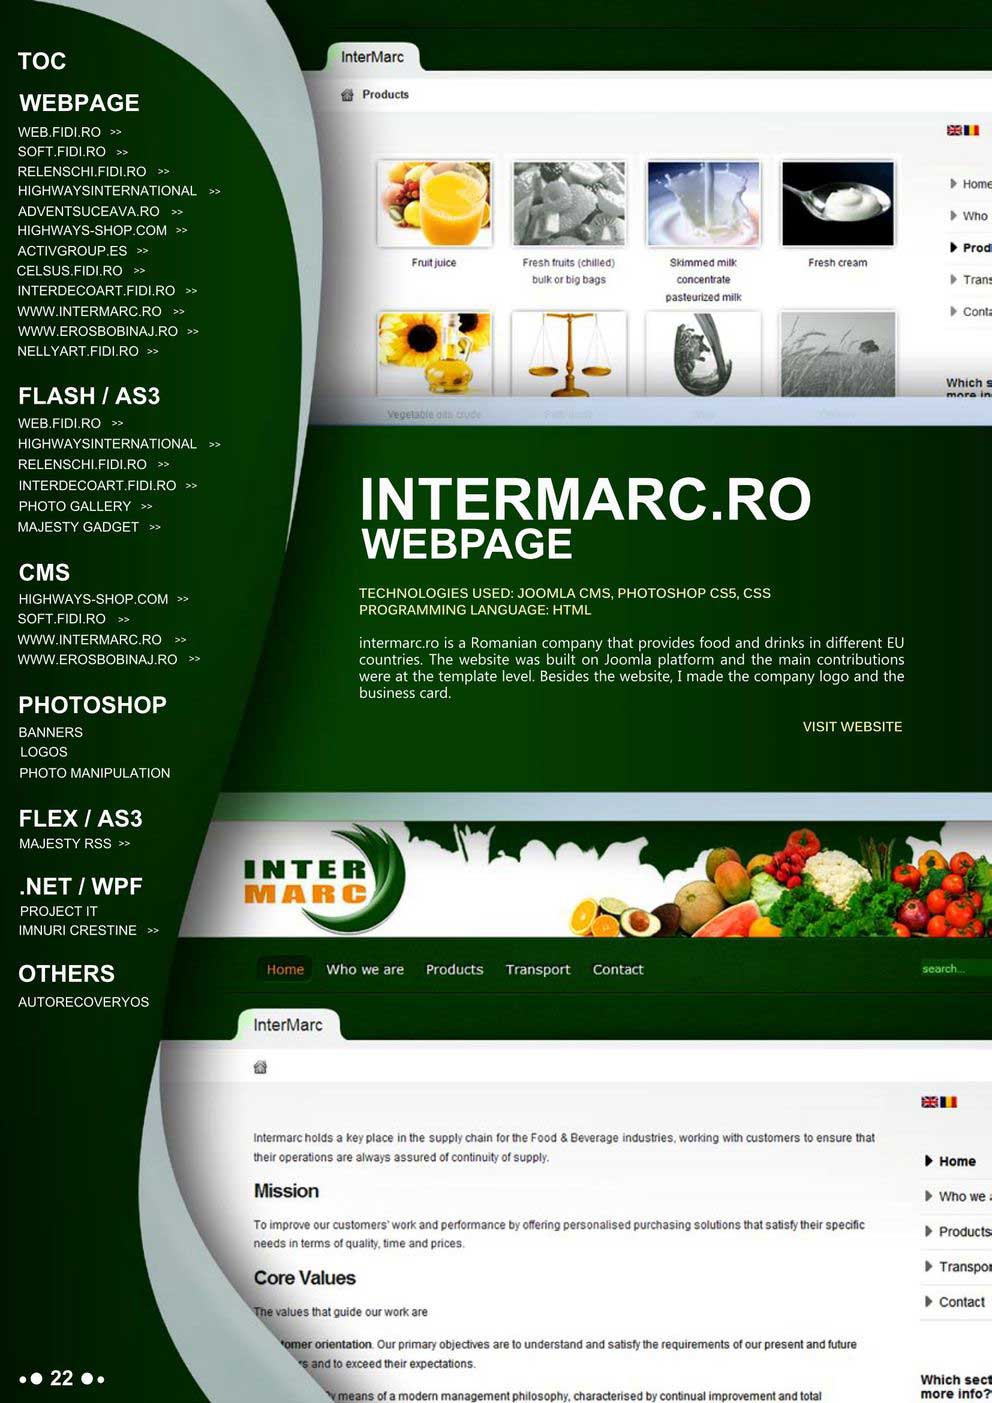 TOC
WEBPAGE
WEB.FIDI.RO >>
SOFT.FIDI.RO >>
RELENSCHI.FIDI.RO >>
HIGHWAYSINTERNATIONAL >>
ADVENTSUCEAVA.RO >>
HIGHWAYS-SHOP.COM >>
ACTIVGROUP.ES >>
CELSUS.FIDI.RO >>
INTERDECOART.FIDI.RO >>
WWW.INTERMARC.RO >>
WWW.EROSBOBINAJ.RO >>
NELLYART.FIDI.RO >>
FLASH / AS3
WEB.FIDI.RO >>
HIGHWAYSINTERNATIONAL >>
RELENSCHI.FIDI.RO >>
INTERDECOART.FIDI.RO >>
PHOTO GALLERY >>
MAJESTY GADGET >>
CMS
HIGHWAYS-SHOP.COM >>
SOFT.FIDI.RO >>
WWW.INTERMARC.RO >>
WWW.EROSBOBINAJ.RO >>
PHOTOSHOP
BANNERS
LOGOS
PHOTO MANIPULATION
FLEX / AS3
MAJESTY RSS >>
.NET / WPF
PROJECT IT
IMNURI CRESTINE >>
OTHERS
AUTORECOVERYOS
22
InterMarc
Products
Fruit juice
Fresh fruits (chilled)
bulk or big bags
Skimmed milk
concentrate
pasteurized milk
Fresh cream
Vegetable oils crude
Home
Who
Prod
Trans
Conta
Which s
more in
INTERMARC.RO
WEBPAGE
TECHNOLOGIES USED: JOOMLA CMS, PHOTOSHOP CS5, CSS
PROGRAMMING LANGUAGE: HTML
intermarc.ro is a Romanian company that provides food and drinks in different EU
countries. The website was built on Joomla platform and the main contributions
were at the template level. Besides the website, I made the company logo and the
business card.
VISIT WEBSITE
INTER
MARC
Home Who we are Products Transport Contact
search...
InterMarc
Intermarc holds a key place in the supply chain for the Food & Beverage industries, working with customers to ensure that
their operations are always assured of continuity of supply.
Mission
To improve our customers' work and performance by offering personalised purchasing solutions that satisfy their specific
needs in terms of quality, time and prices.
Core Values
The values that guide our work are
tomer orientation. Our primary objectives are to understand and satisfy the requirements of our present and future
rs and to exceed their expectations.
By means of a modern management philosophy, characterised by continual improvement and total
Home
Who we a
Products
Transpor
Contact
Which sect
more info?